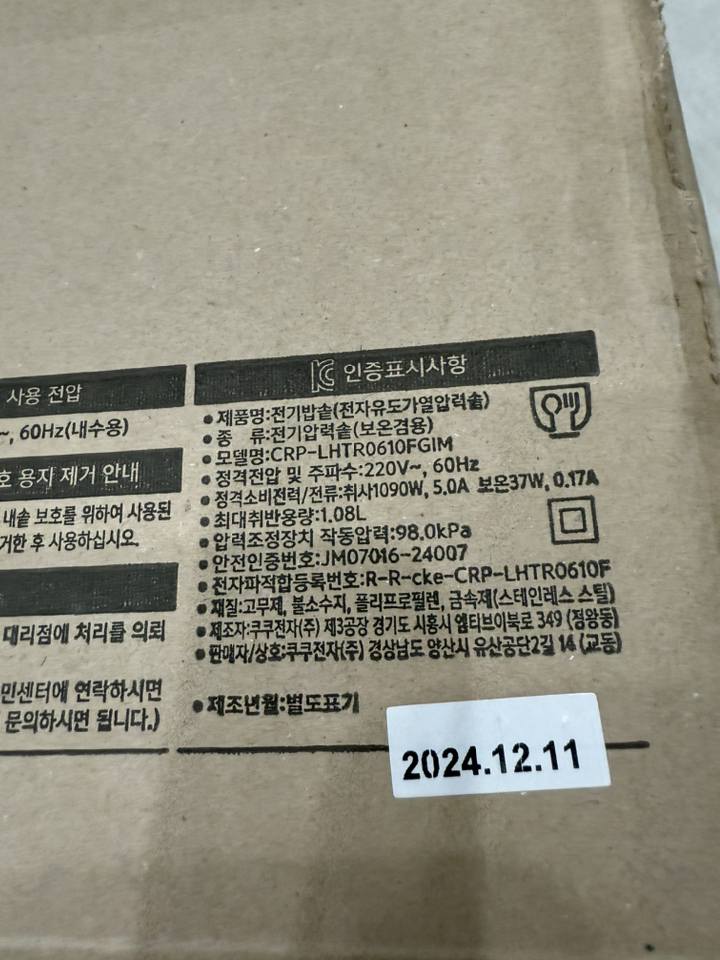 사용 전압
~, 60Hz(내수용)
호 용지 제거 안내
내솥 보호를 위하여 사용된
거한 후 사용하십시오.
대리점에 처리를 의뢰
민센터에 연락하시면
문의하시면 됩니다.)
인증표시사항
• 제품명:전기밥솥(전자유도가열압력솥)
• 종 류:전기압력솥(보온겸용)
• 모델명:CRP-LHTR0610FGIM
• 정격전압 및 주파수:220V~, 60Hz
• 정격소비전력/전류:취사1090W, 5.0A 보온37W, 0.17A
• 최대취반용량:1.08L
• 압력조정장치 작동압력:98.0kPa
• 안전인증번호:JM07016-24007
• 전자파적합등록번호:R-R-cke-CRP-LHTR0610F
• 재질:고무제, 불소수지, 폴리프로필렌, 금속제(스테인레스 스틸)
• 제조자:쿠쿠전자(주) 제3공장 경기도 시흥시 엠티브이북로 349 (정왕동)
• 판매자/상호:쿠쿠전자(주) 경상남도 양산시 유산공단2길 14 (교동)
• 제조년월:별도표기
2024.12.11